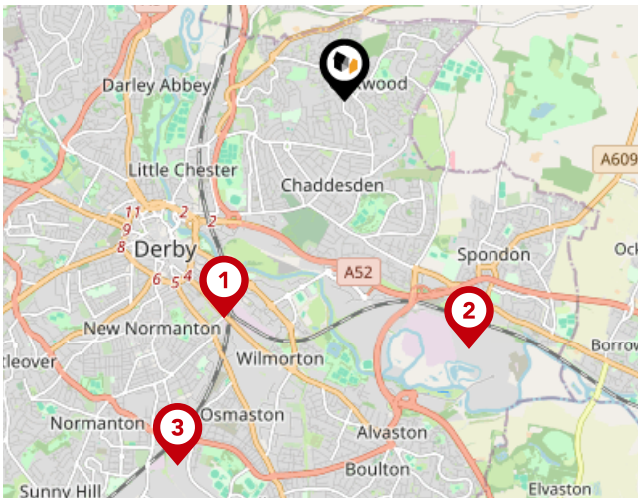 Darley Abbey
kwood
A609
Little Chester
Chaddesden
11
2
2
9
8
Derby
Spondon
Ock
6
5
4
A52
1
2
New Normanton
Borrow
Wilmorton
tleover
Normanton
3
Osmaston
Alvaston
Boulton
Sunny Hill
Elvaston